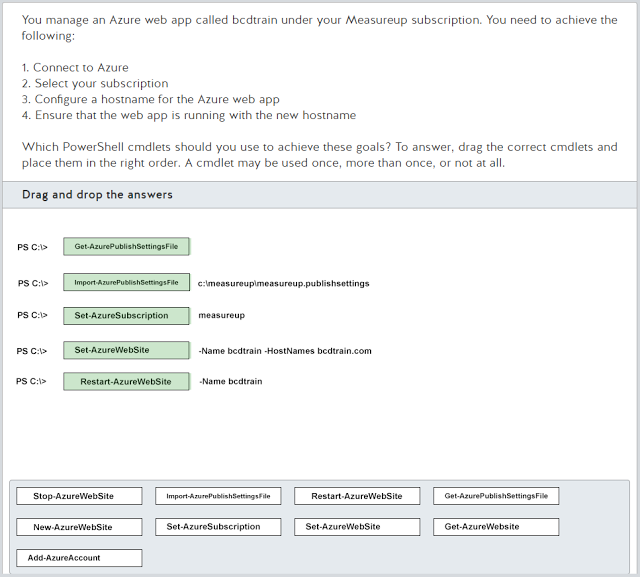 You manage an Azure web app called bcdtrain under your Measureup subscription. You need to achieve the
following:
1. Connect to Azure
2. Select your subscription
3. Configure a hostname for the Azure web app
4. Ensure that the web app is running with the new hostname
Which PowerShell cmdlets should you use to achieve these goals? To answer, drag the correct cmdlets and
place them in the right order. A cmdlet may be used once, more than once, or not at all.
Drag and drop the answers
PS C:\> Get-AzurePublishSettingsFile
PS C:\> Import-AzurePublishSettingsFile c:\measureup\measureup.publishsettings
PS C:\> Set-AzureSubscription measureup
PS C:\> Set-AzureWebSite -Name bcdtrain -HostNames bcdtrain.com
PS C:\> Restart-AzureWebSite -Name bcdtrain
Stop-AzureWebSite Import-AzurePublishSettingsFile Restart-AzureWebSite Get-AzurePublishSettingsFile
New-AzureWebSite Set-AzureSubscription Set-AzureWebSite Get-AzureWebsite
Add-AzureAccount